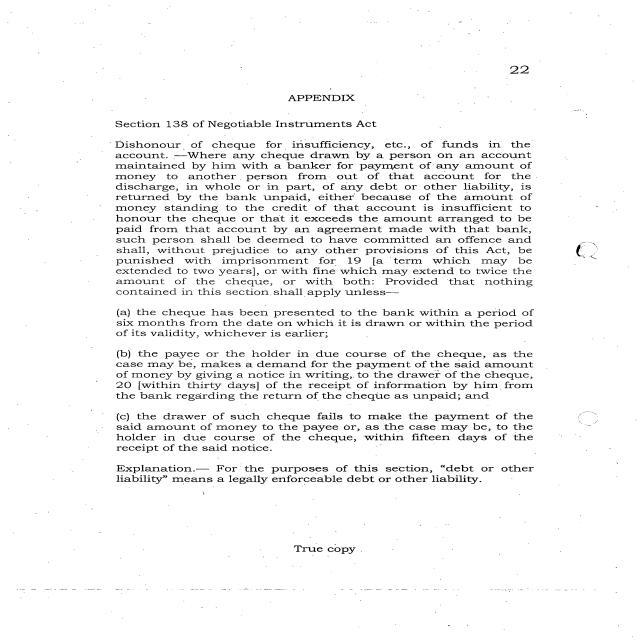 22
APPENDIX
Section 138 of Negotiable Instruments Act
Dishonour of cheque for insufficiency, etc., of funds in the
account. —Where any cheque drawn by a person on an account
maintained by him with a banker for payment of any amount of
money to another person from out of that account for the
discharge, in whole or in part, of any debt or other liability, is
returned by the bank unpaid, either because of the amount of
money standing to the credit of that account is insufficient to
honour the cheque or that it exceeds the amount arranged to be
paid from that account by an agreement made with that bank,
such person shall be deemed to have committed an offence and
shall, without prejudice to any other provisions of this Act, be
punished with imprisonment for 19 [a term which may be
extended to two years], or with fine which may extend to twice the
amount of the cheque, or with both: Provided that nothing
contained in this section shall apply unless—
(a) the cheque has been presented to the bank within a period of
six months from the date on which it is drawn or within the period
of its validity, whichever is earlier;
(b) the payee or the holder in due course of the cheque, as the
case may be, makes a demand for the payment of the said amount
of money by giving a notice in writing, to the drawer of the cheque,
20 [within thirty days] of the receipt of information by him from
the bank regarding the return of the cheque as unpaid; and
(c) the drawer of such cheque fails to make the payment of the
said amount of money to the payee or, as the case may be, to the
holder in due course of the cheque, within fifteen days of the
receipt of the said notice.
Explanation.— For the purposes of this section, "debt or other
liability" means a legally enforceable debt or other liability.
True copy